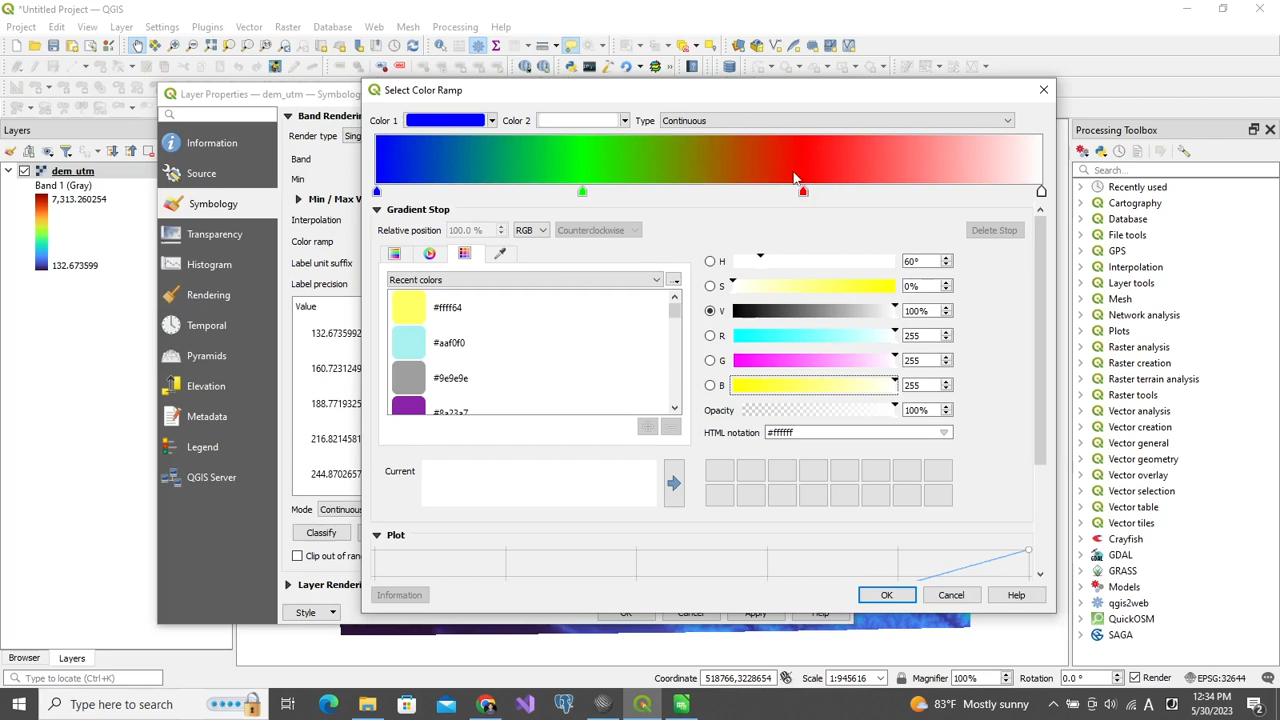 *Untitled Project — QGIS
Project Edit View Layer Settings Plugins Vector Raster Database Web Mesh Processing Help
Layers
dem_utm
Band 1 (Gray)
7,313.260254
132.673599
Layer Properties — dem_utm — Symbology
Information
Source
Symbology
Transparency
Histogram
Rendering
Temporal
Pyramids
Elevation
Metadata
Legend
QGIS Server
Band Rendering
Render type Sing
Band
Min
Min / Max V
Interpolation
Color ramp
Label unit suffix
Label precision
Value
132.6735992
160.7231249
188.7719325
216.8214581
244.8702657
Mode Continuous
Classify
Clip out of ran
Layer Rendering
Style
OK Cancel Apply Help
Select Color Ramp
Color 1 Color 2 Type Continuous
Gradient Stop
Relative position 100.0 % RGB Counterclockwise Delete Stop
Recent colors
#ffff64
#aaf0f0
#9e9e9e
#8a23a7
H 60°
S 0%
V 100%
R 255
G 255
B 255
Opacity 100%
HTML notation #ffffff
Current
Plot
Information OK Cancel Help
Processing Toolbox
Search...
Recently used
Cartography
Database
File tools
GPS
Interpolation
Layer tools
Mesh
Network analysis
Plots
Raster analysis
Raster creation
Raster terrain analysis
Raster tools
Vector analysis
Vector creation
Vector general
Vector geometry
Vector overlay
Vector selection
Vector table
Vector tiles
Crayfish
GDAL
GRASS
Models
qgis2web
QuickOSM
SAGA
Browser Layers
Type to locate (Ctrl+K)
Coordinate 518766,3228654 Scale 1:945616 Magnifier 100% Rotation 0.0 ° Render EPSG:32644
Type here to search
83°F Mostly sunny
12:34 PM
5/30/2023